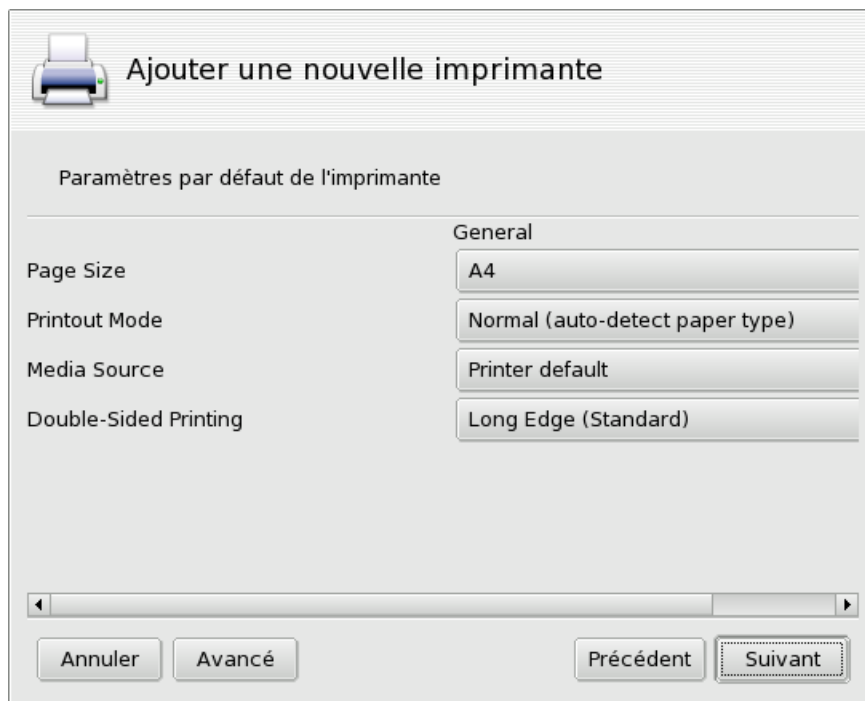 Ajouter une nouvelle imprimante
Paramètres par défaut de l'imprimante
General
Page Size A4
Printout Mode Normal (auto-detect paper type)
Media Source Printer default
Double-Sided Printing Long Edge (Standard)
Annuler Avancé Précédent Suivant